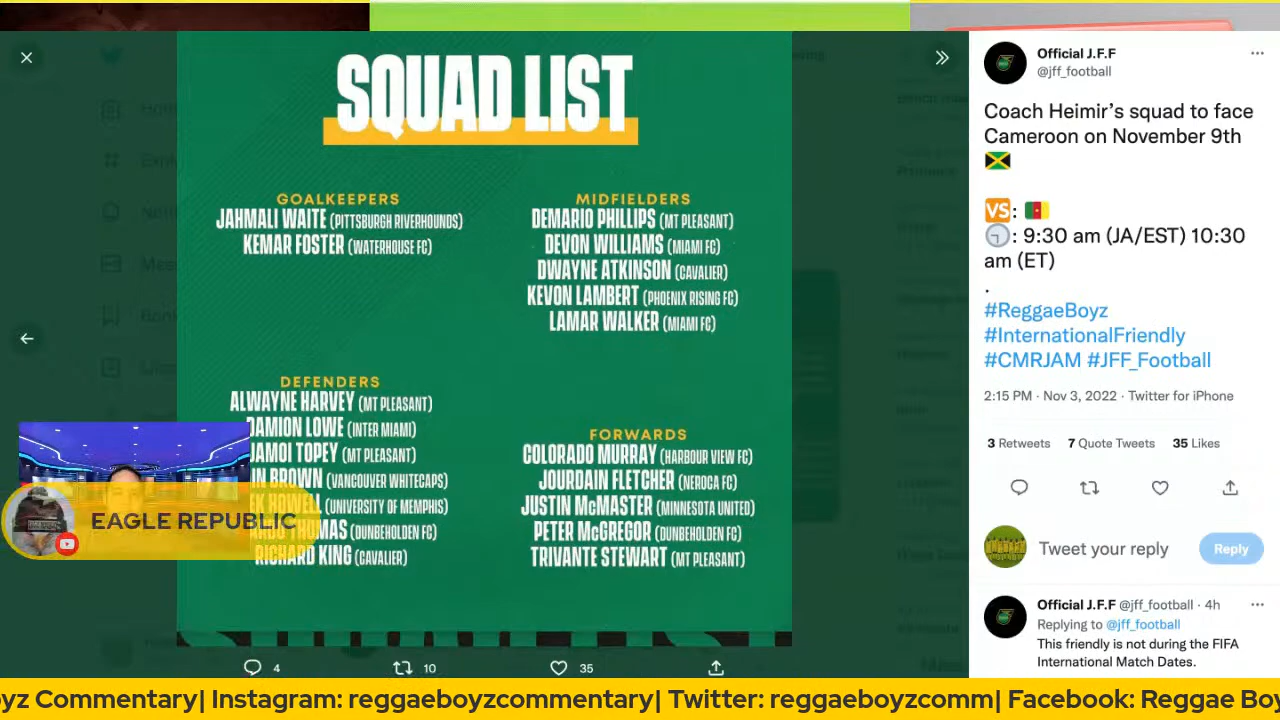 SQUAD LIST
GOALKEEPERS
JAHMALI WAITE (PITTSBURGH RIVERHOUNDS)
KEMAR FOSTER (WATERHOUSE FC)
DEFENDERS
ALWAYNE HARVEY (MT PLEASANT)
DAMION LOWE (INTER MIAMI)
JAMOI TOPEY (MT PLEASANT)
BROWN (VANCOUVER WHITECAPS)
HOWELL (UNIVERSITY OF MEMPHIS)
(DUNBEHOLDEN FC)
RICHARD KING (CAVALIER)
MIDFIELDERS
DEMARIO PHILLIPS (MT PLEASANT)
DEVON WILLIAMS (MIAMI FC)
DWAYNE ATKINSON (CAVALIER)
KEVON LAMBERT (PHOENIX RISING FC)
LAMAR WALKER (MIAMI FC)
FORWARDS
COLORADO MURRAY (HARBOUR VIEW FC)
JOURDAIN FLETCHER (NEROCA FC)
JUSTIN McMASTER (MINNESOTA UNITED)
PETER McGREGOR (DUNBEHOLDEN FC)
TRIVANTE STEWART (MT PLEASANT)
4 10 35
EAGLE REPUBLIC
Official J.F.F
@jff_football
Coach Heimir's squad to face
Cameroon on November 9th
🇯🇲
🆚: 🇨🇲
🕘: 9:30 am (JA/EST) 10:30
am (ET)
.
#ReggaeBoyz
#InternationalFriendly
#CMRJAM #JFF_Football
2:15 PM · Nov 3, 2022 · Twitter for iPhone
3 Retweets 7 Quote Tweets 35 Likes
Tweet your reply
Reply
Official J.F.F @jff_football · 4h
Replying to @jff_football
This friendly is not during the FIFA
International Match Dates.
yz Commentary| Instagram: reggaeboyzcommentary| Twitter: reggaeboyzcomm| Facebook: Reggae Boy